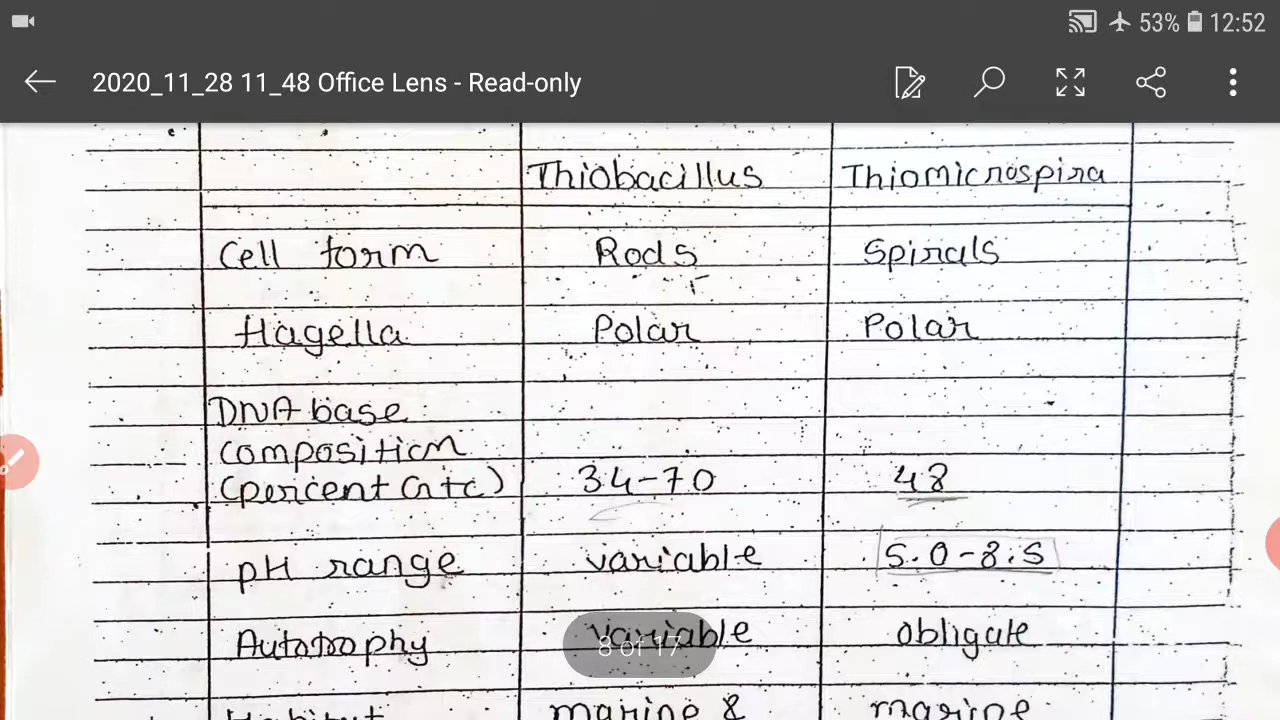 53% 12:52
2020_11_28 11_48 Office Lens - Read-only
Thiobacillus Thiomicrospira
Cell form Rods Spirals
flagella Polar Polar
DNA base
composition
(percent G+C) 34-70 48
pH range variable 5.0-8.5
Autotrophy variable obligate
8 of 17
Habitat marine & marine